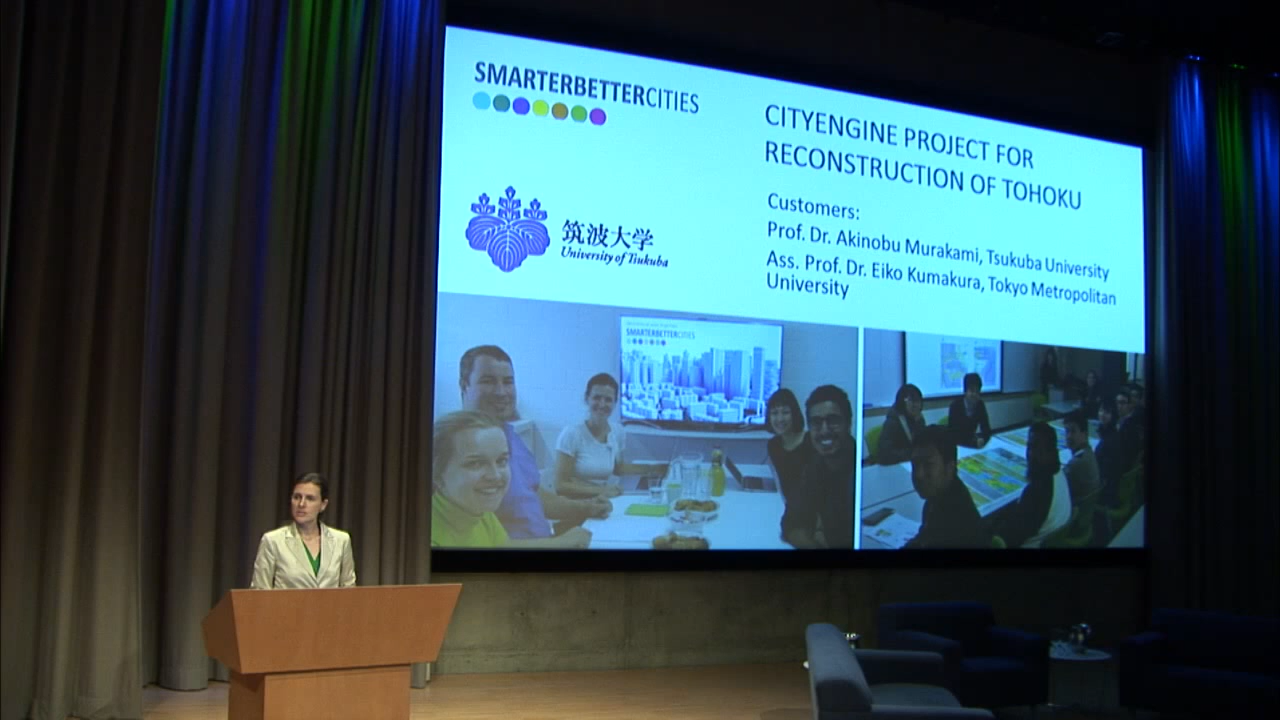 SMARTERBETTERCITIES
CITYENGINE PROJECT FOR
RECONSTRUCTION OF TOHOKU
筑波大学
University of Tsukuba
Customers:
Prof. Dr. Akinobu Murakami, Tsukuba University
Ass. Prof. Dr. Eiko Kumakura, Tokyo Metropolitan
University
SMARTERBETTERCITIES